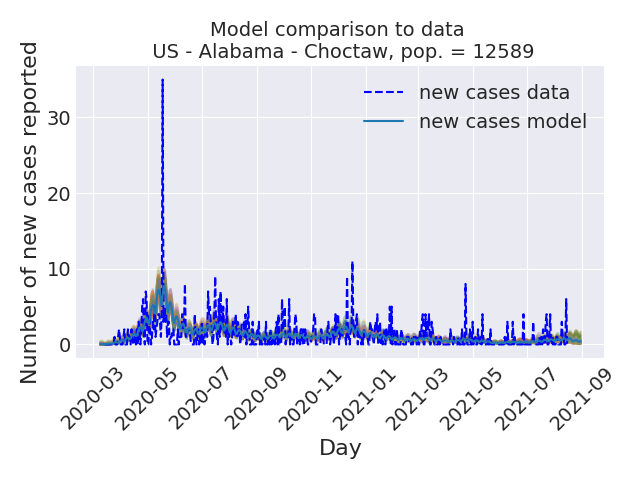 Model comparison to data
US - Alabama - Choctaw, pop. = 12589
Number of new cases reported
30
20
10
0
new cases data
new cases model
2020-03
2020-05
2020-07
2020-09
2020-11
2021-01
2021-03
2021-05
2021-07
2021-09
Day